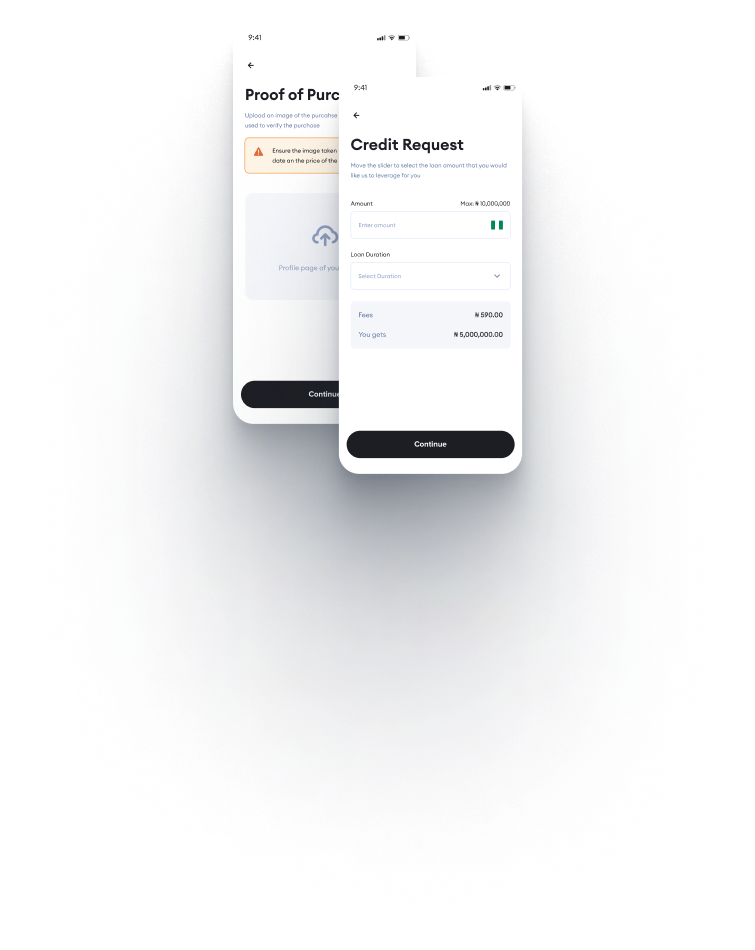 9:41
Proof of Purc
Upload an image of the purcahse
used to verify the purchase
Ensure the image taken
date on the price of the
Profile page of you
Continue
9:41
Credit Request
Move the slider to select the loan amount that you would
like us to leverage for you
Amount Max: ₦ 10,000,000
Enter amount
Loan Duration
Select Duration
Fees ₦ 590.00
You gets ₦ 5,000,000.00
Continue